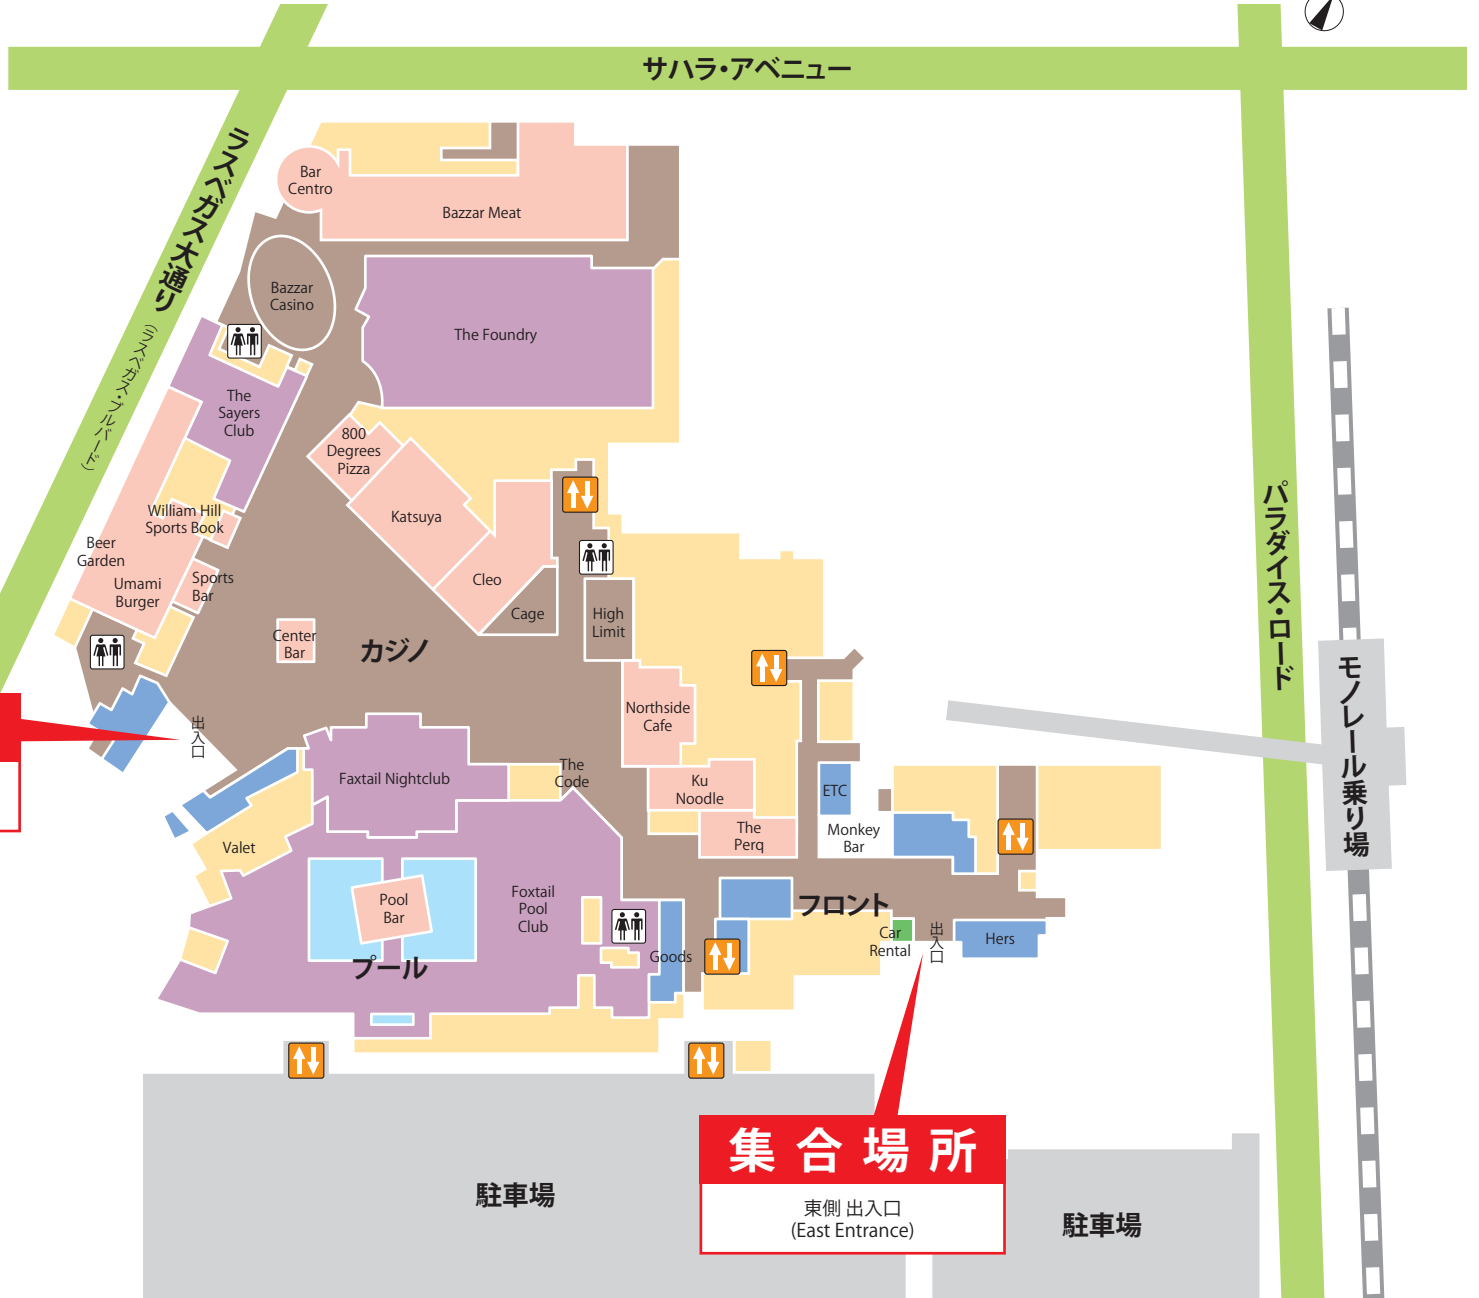 サハラ・アベニュー
ラスベガス大通り
(ラスベガス・ブルバード)
Bar
Centro
Bazzar Meat
Bazzar
Casino
The Foundry
The
Sayers
Club
800
Degrees
Pizza
Katsuya
William Hill
Sports Book
Beer
Garden
Umami
Burger
Sports
Bar
Cleo
Cage
High
Limit
Center
Bar
カジノ
パラダイス・ロード
モノレール乗り場
出入口
Northside
Cafe
Faxtail Nightclub
The
Code
Ku
Noodle
ETC
The
Perq
Monkey
Bar
Valet
Pool
Bar
Foxtail
Pool
Club
フロント
Car
Rental
出入口
Hers
Goods
プール
集合場所
東側 出入口
(East Entrance)
駐車場
駐車場